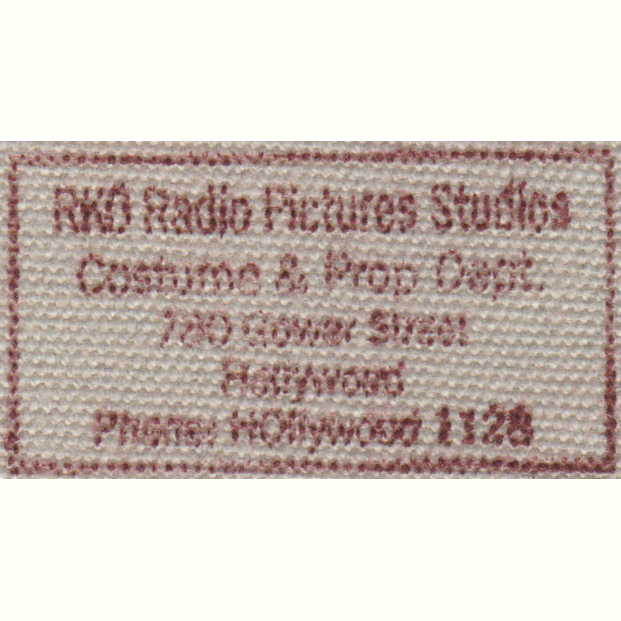 RKO Radio Pictures Studios
Costume & Prop Dept.
780 Gower Street
Hollywood
Phone: HOllywood 1128